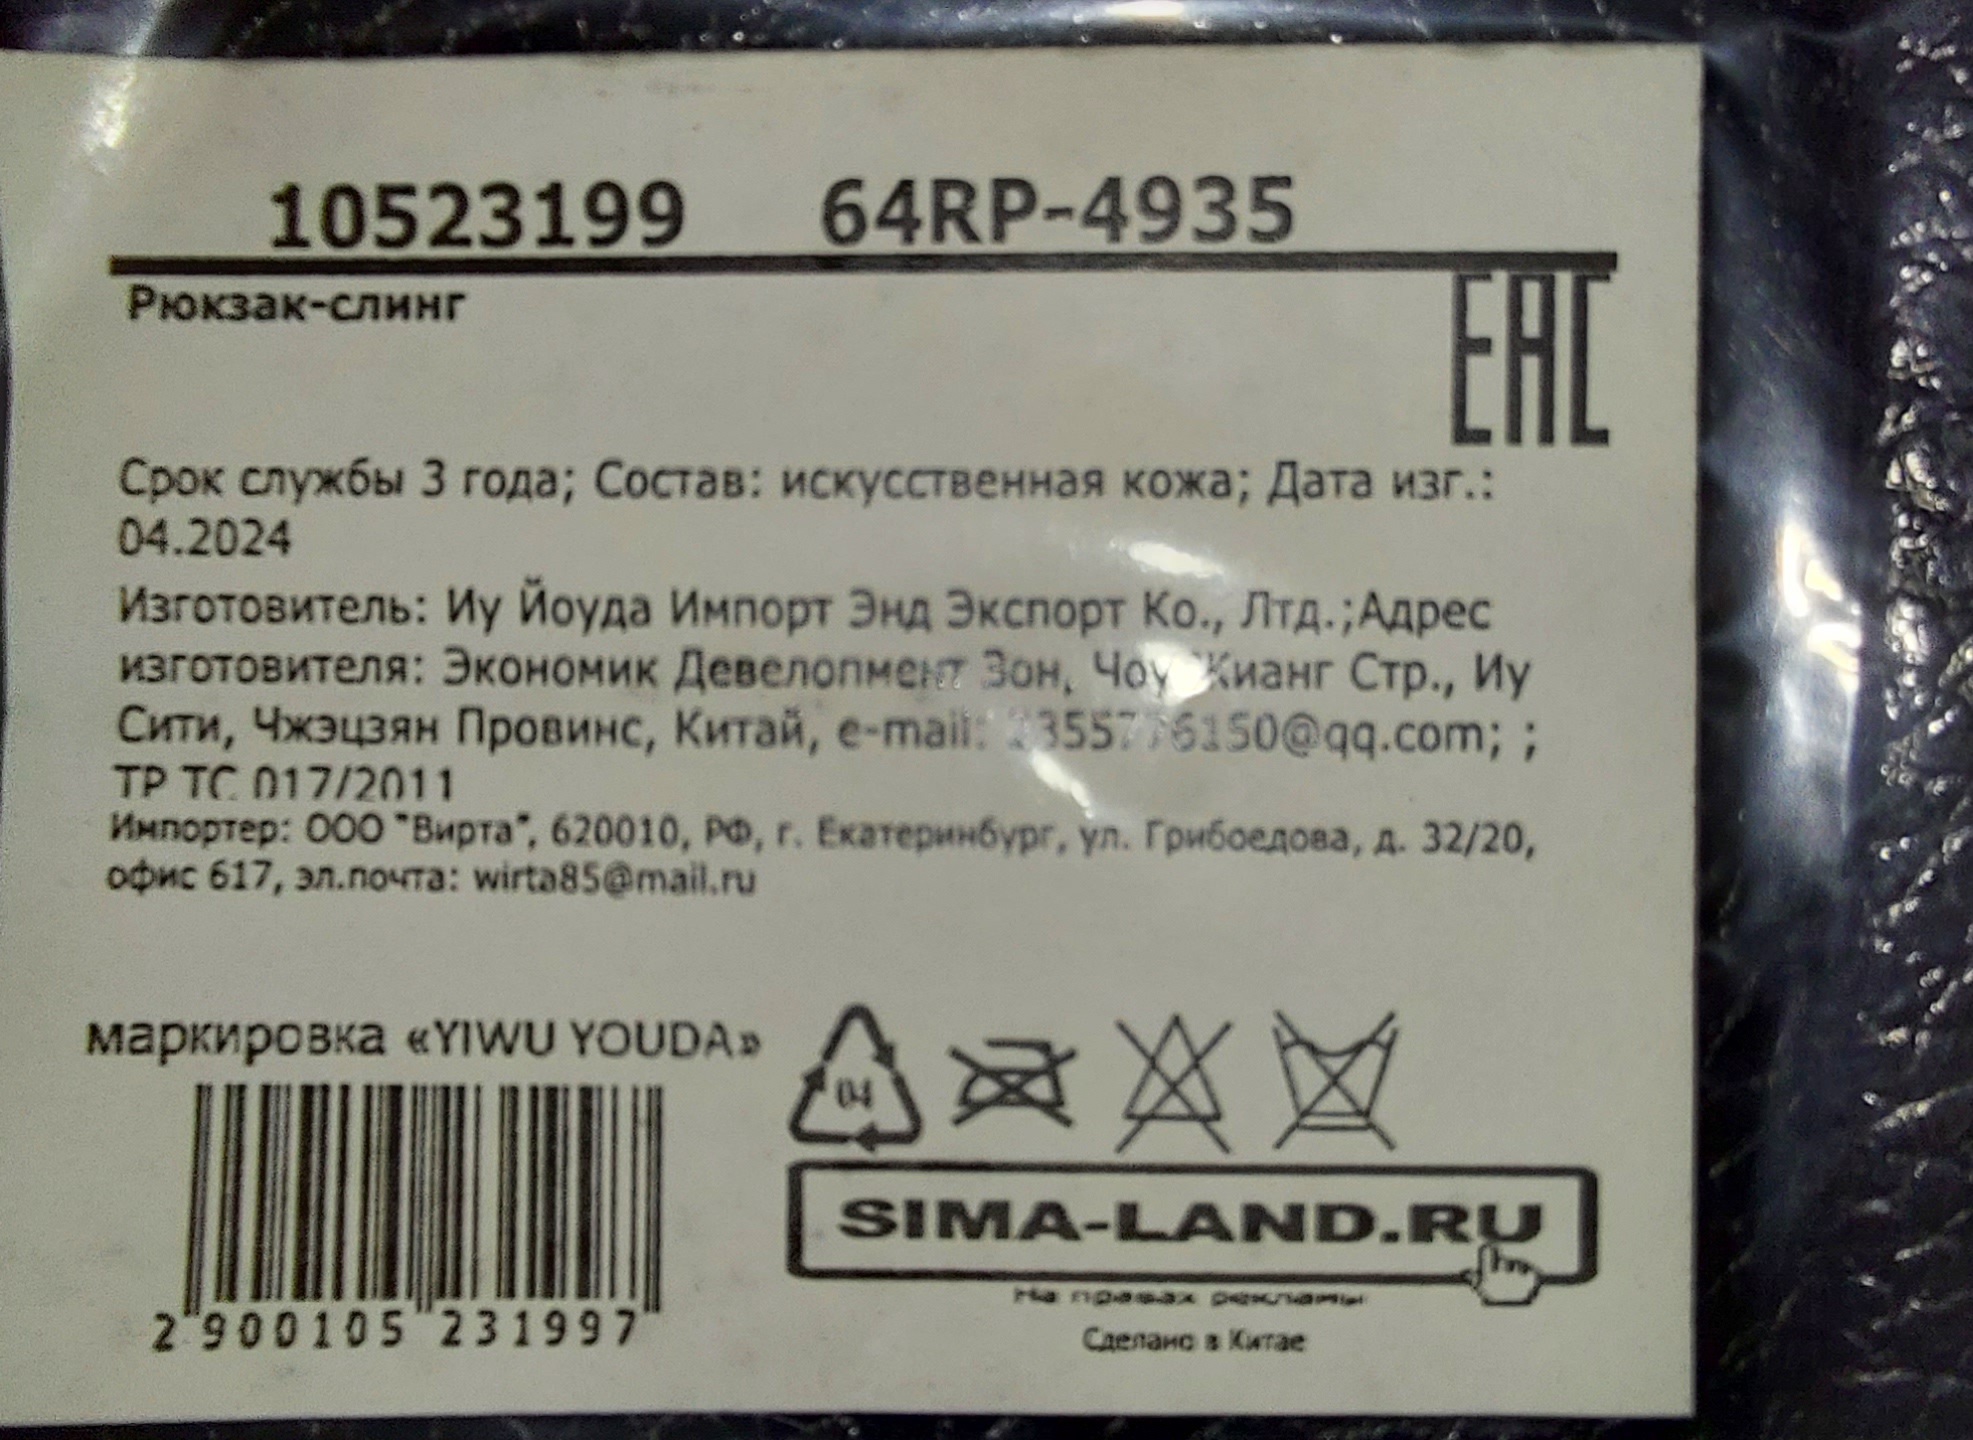 10523199 64RP-4935
Рюкзак-слинг
EAC
Срок службы 3 года; Состав: искусственная кожа; Дата изг.:
04.2024
Изготовитель: Иу Йоуда Импорт Энд Экспорт Ко., Лтд.;Адрес
изготовителя: Экономик Девелопмент Зон, Чоу Стр., Иу
Сити, Чжэцзян Провинс, Китай, e-mail: ;
ТР ТС 017/2011
Импортер: ООО "Вирта", 620010, РФ, г. Екатеринбург, ул. Грибоедова, д. 32/20,
офис 617, эл.почта: wirta85@mail.ru
маркировка «YIWU YOUDA»
04
SIMA-LAND.RU
На правах рекламы
2 900105 231997
Сделано в Китае